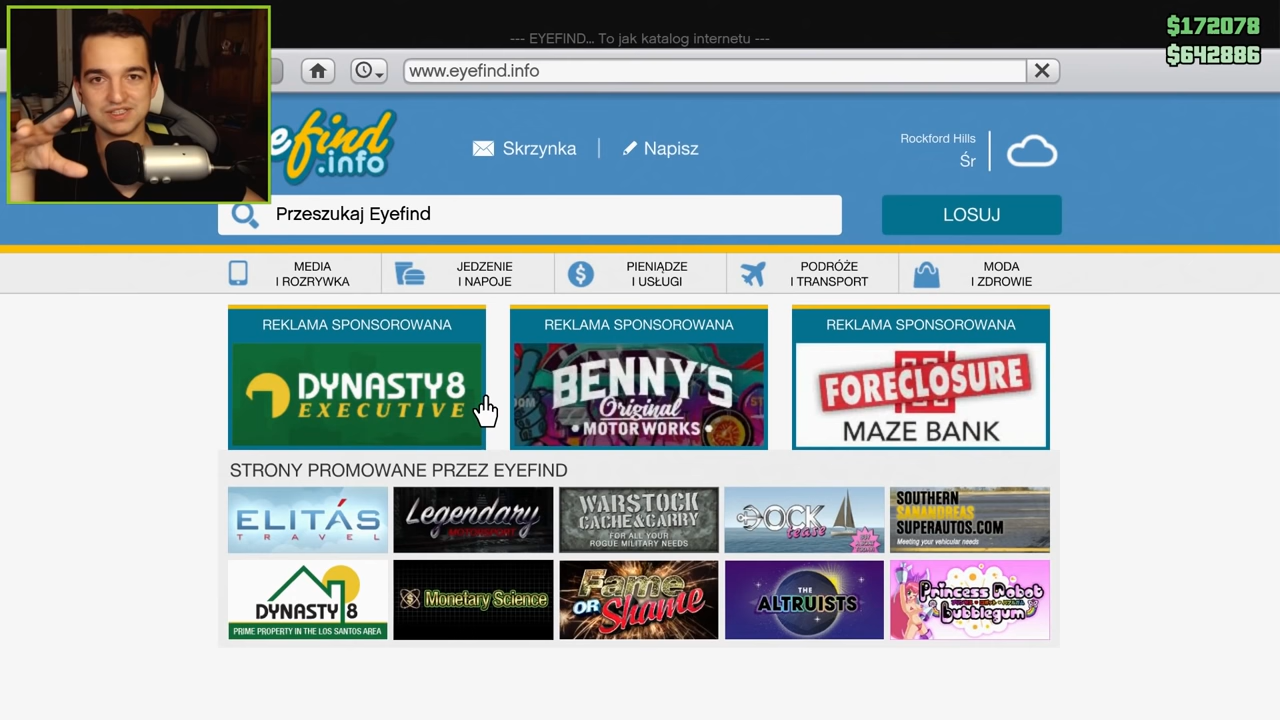 $172078
--- EYEFIND... To jak katalog internetu ---
$642886
www.eyefind.info
efind
.info
Skrzynka
Napisz
Rockford Hills
Śr
Przeszukaj Eyefind
LOSUJ
MEDIA
I ROZRYWKA
JEDZENIE
I NAPOJE
PIENIĄDZE
I USŁUGI
PODRÓŻE
I TRANSPORT
MODA
I ZDROWIE
REKLAMA SPONSOROWANA
DYNASTY 8
EXECUTIVE
REKLAMA SPONSOROWANA
BENNY'S
Original
• MOTOR WORKS •
REKLAMA SPONSOROWANA
FORECLOSURE
MAZE BANK
STRONY PROMOWANE PRZEZ EYEFIND
ELITÁS
TRAVEL
Legendary
MOTORSPORT
WARSTOCK
CACHE & CARRY
FOR ALL YOUR
ROGUE MILITARY NEEDS
DOCK
tease
SOUTHERN
SANANDREAS
SUPERAUTOS.COM
Meeting your vehicular needs
DYNASTY 8
PRIME PROPERTY IN THE LOS SANTOS AREA
Monetary Science
Fame
OR Shame
THE
ALTRUISTS
Princess Robot
Bubblegum